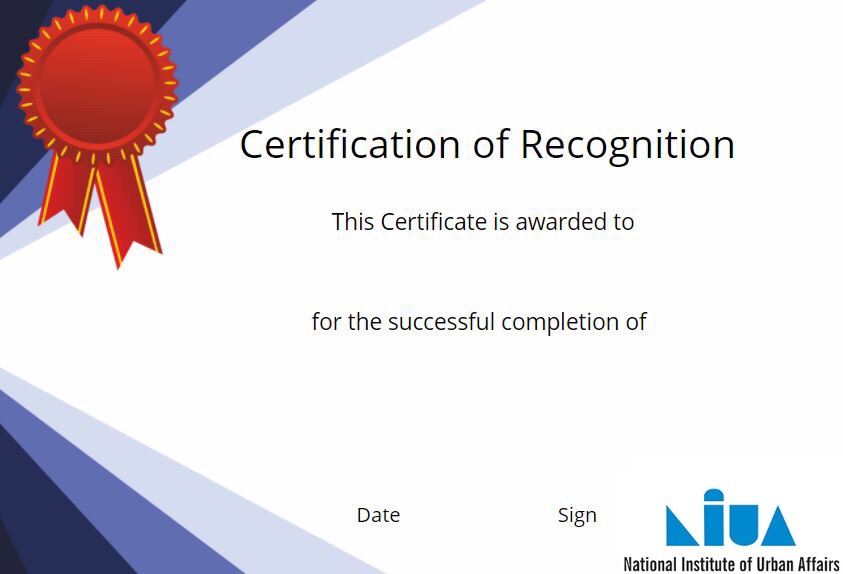 Certification of Recognition
This Certificate is awarded to
for the successful completion of
Date Sign
NiUA
National Institute of Urban Affairs